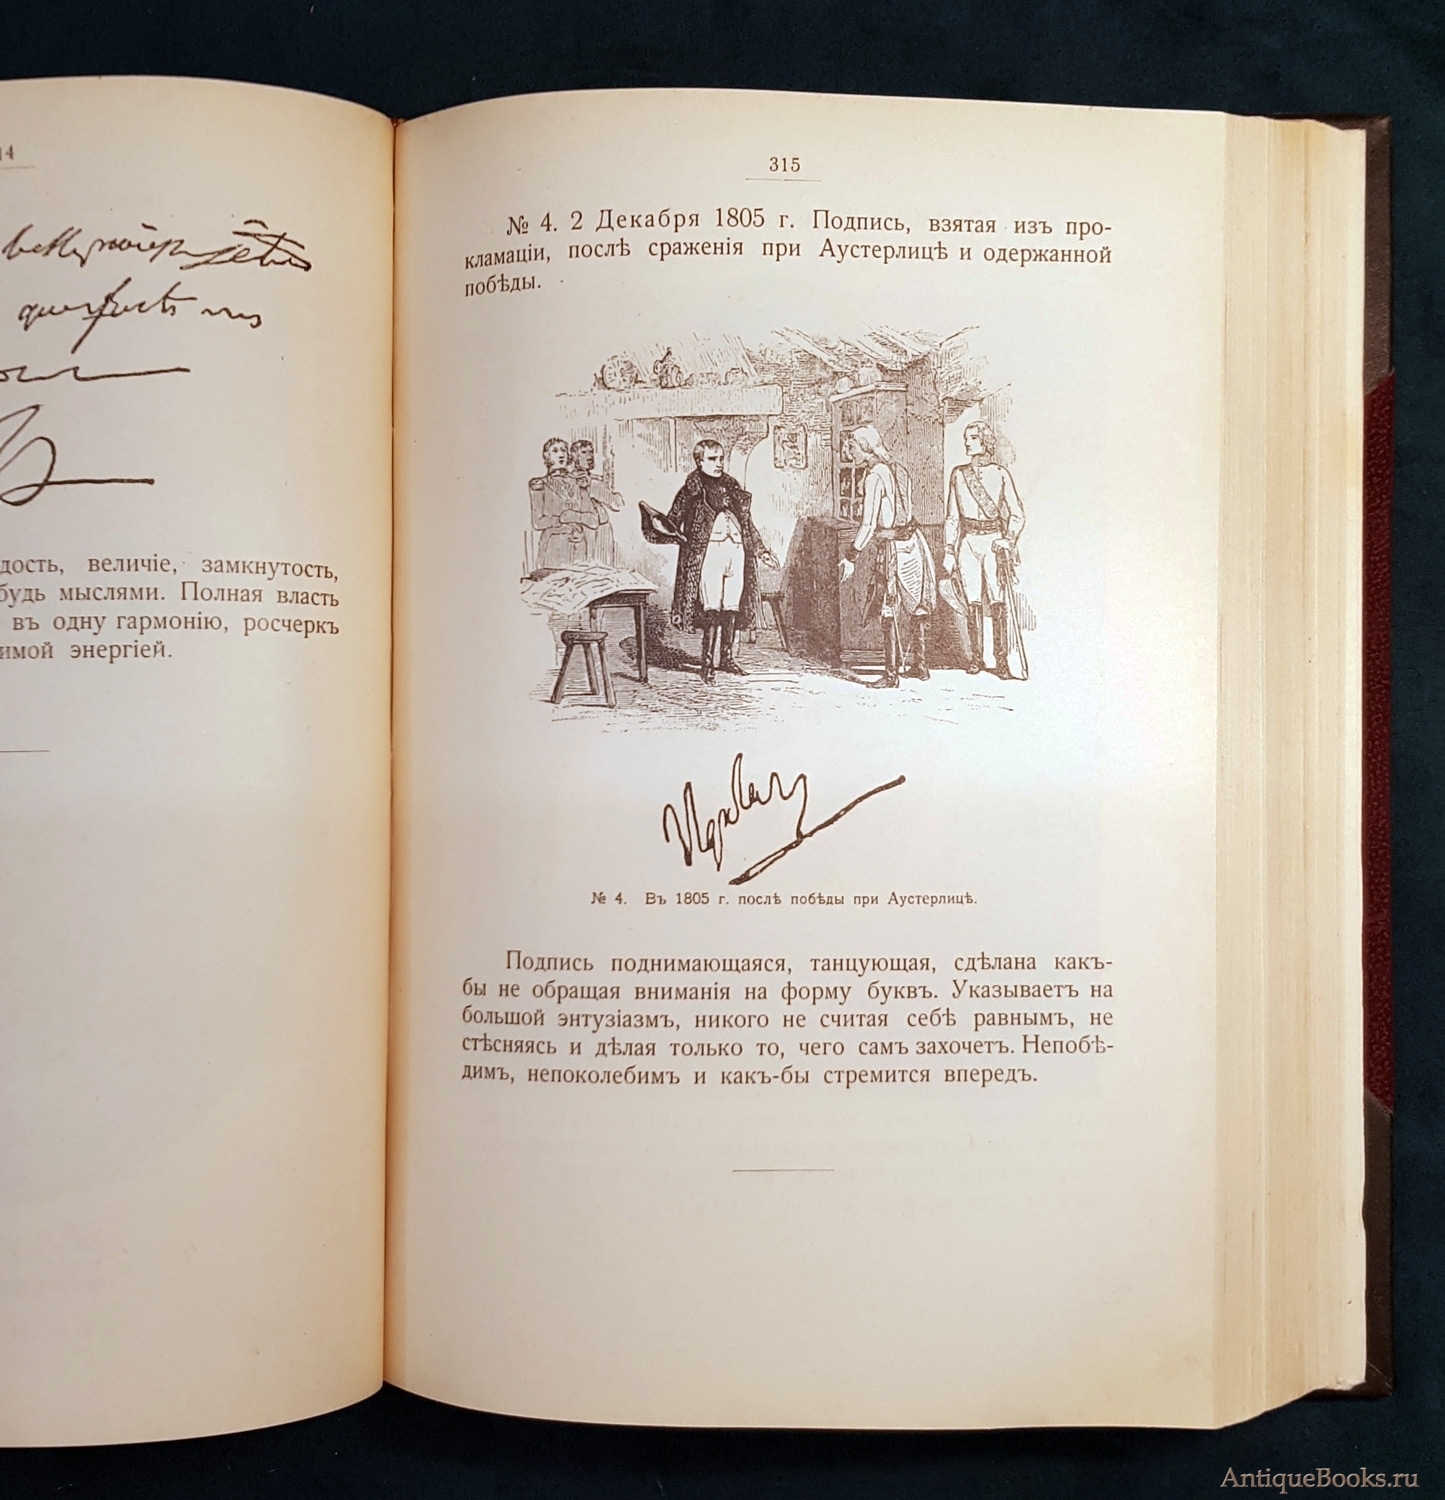 14
дость, величіе, замкнутость,
будь мыслями. Полная власть
въ одну гармонію, росчеркъ
имой энергіей.
315
№ 4. 2 Декабря 1805 г. Подпись, взятая изъ про-
кламаціи, послѣ сраженія при Аустерлицѣ и одержанной
побѣды.
№ 4. Въ 1805 г. послѣ побѣды при Аустерлицѣ.
Подпись поднимающаяся, танцующая, сдѣлана какъ-
бы не обращая вниманія на форму буквъ. Указываетъ на
большой энтузіазмъ, никого не считая себѣ равнымъ, не
стѣсняясь и дѣлая только то, чего самъ захочетъ. Непобѣ-
димъ, непоколебимъ и какъ-бы стремится впередъ.
AntiqueBooks.ru